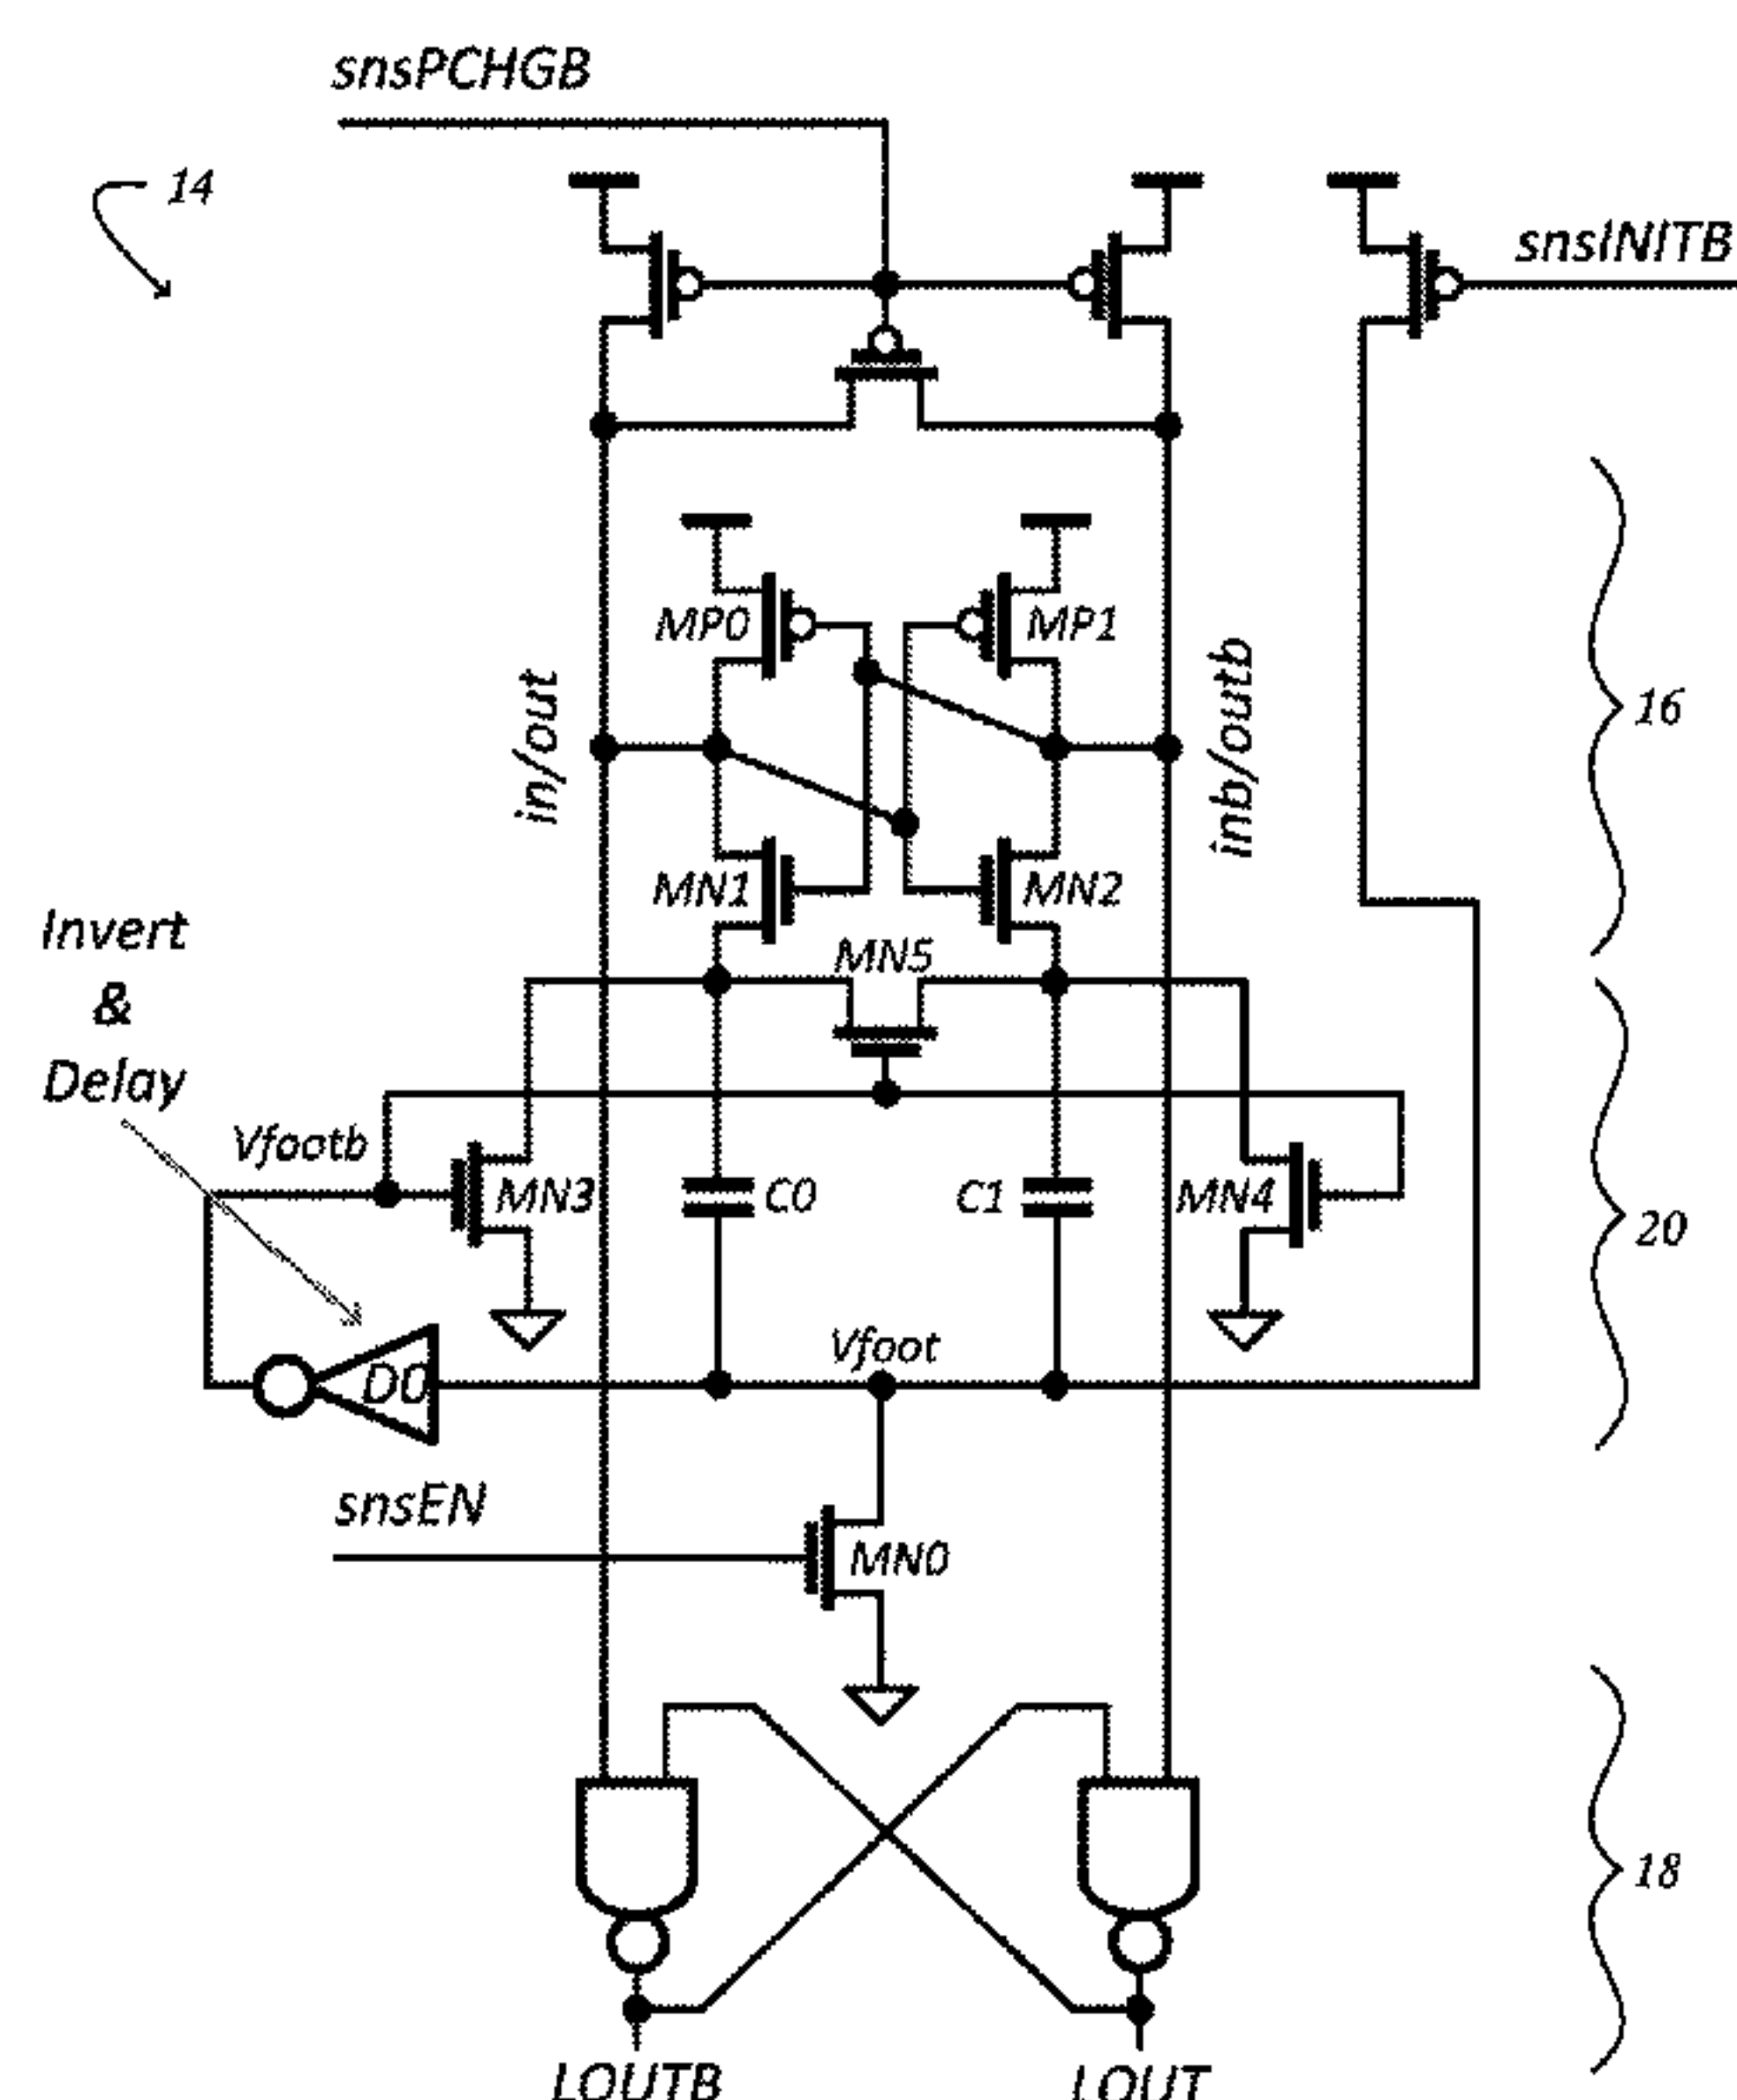 snsPCHGB
14
snsINITB
MP0
MP1
in/out
inb/outb
16
MN1
MN2
Invert
&
Delay
MN5
Vfootb
MN3
C0
C1
MN4
20
Vfoot
D0
snsEN
MN0
18
LOUTB
LOUT